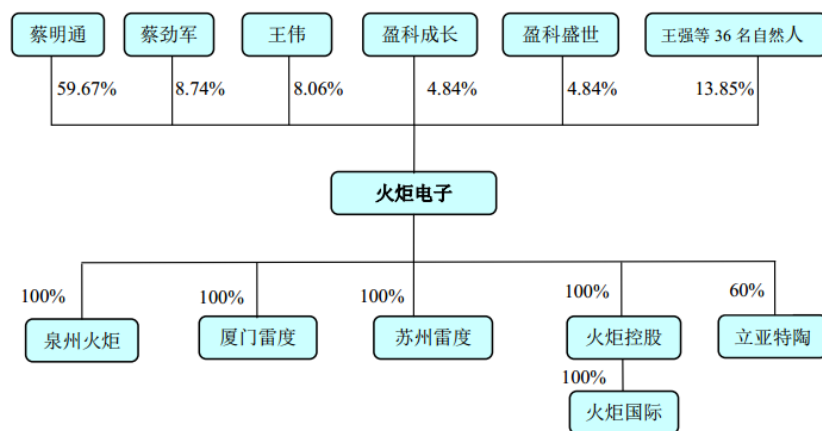 蔡明通 蔡劲军 王伟 盈科成长 盈科盛世 王强等 36 名自然人
59.67% 8.74% 8.06% 4.84% 4.84% 13.85%
火炬电子
100% 100% 100% 100% 60%
泉州火炬 厦门雷度 苏州雷度 火炬控股 立亚特陶
100%
火炬国际